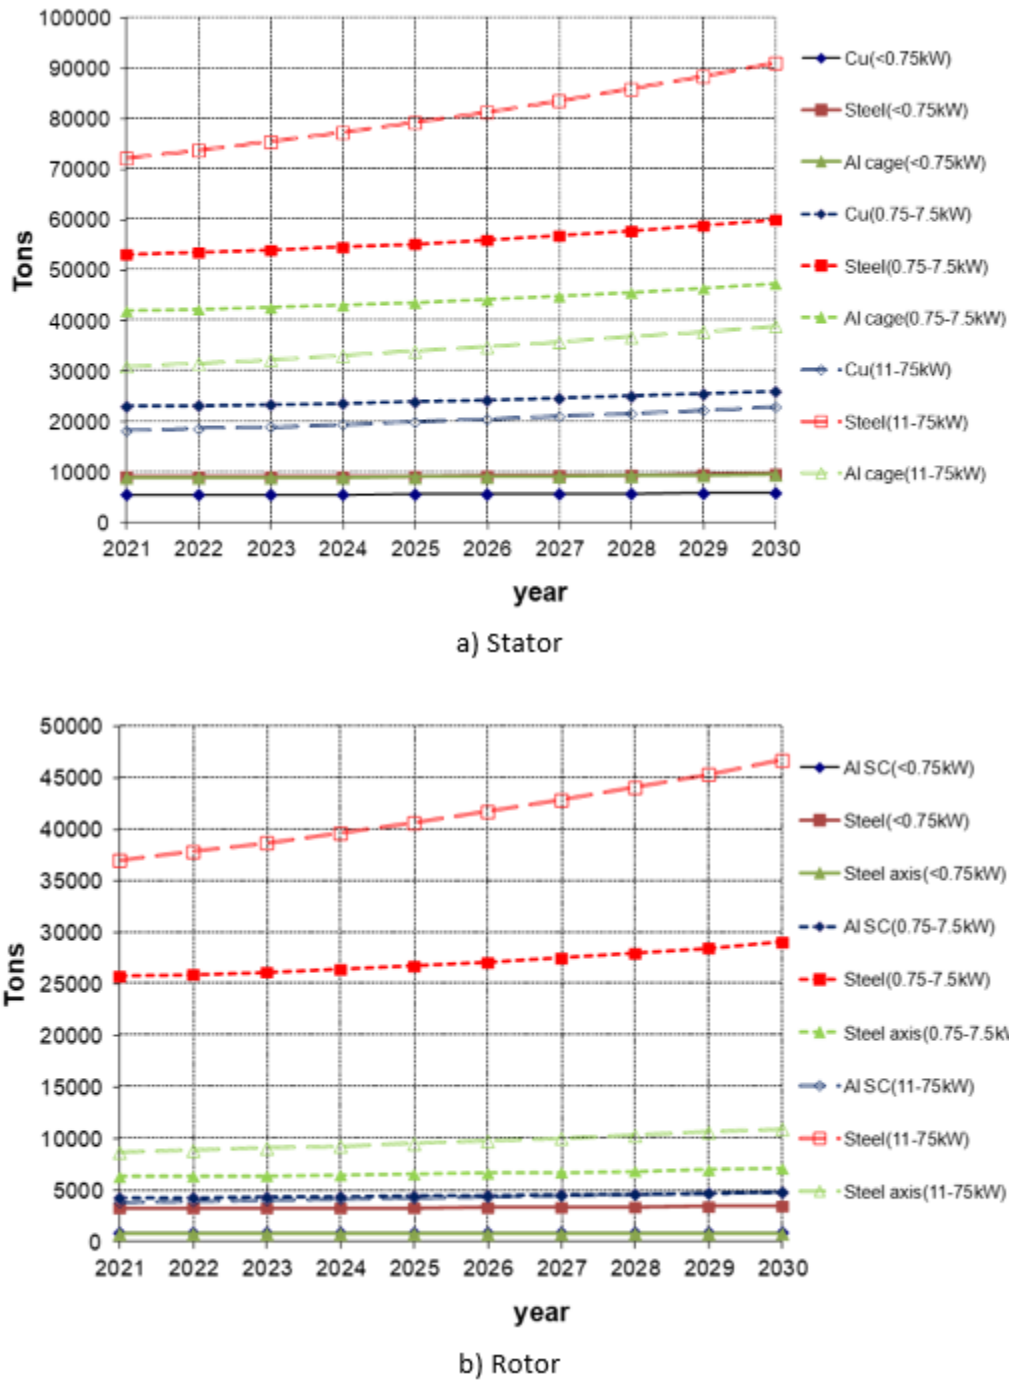 100000
90000
80000
70000
60000
50000
40000
30000
20000
10000
0
Tons
2021 2022 2023 2024 2025 2026 2027 2028 2029 2030
year
Cu(<0.75kW)
Steel(<0.75kW)
Al cage(<0.75kW)
Cu(0.75-7.5kW)
Steel(0.75-7.5kW)
Al cage(0.75-7.5kW)
Cu(11-75kW)
Steel(11-75kW)
Al cage(11-75kW)
a) Stator
50000
45000
40000
35000
30000
25000
20000
15000
10000
5000
0
Tons
2021 2022 2023 2024 2025 2026 2027 2028 2029 2030
year
Al SC(<0.75kW)
Steel(<0.75kW)
Steel axis(<0.75kW)
Al SC(0.75-7.5kW)
Steel(0.75-7.5kW)
Steel axis(0.75-7.5k
Al SC(11-75kW)
Steel(11-75kW)
Steel axis(11-75kW)
b) Rotor